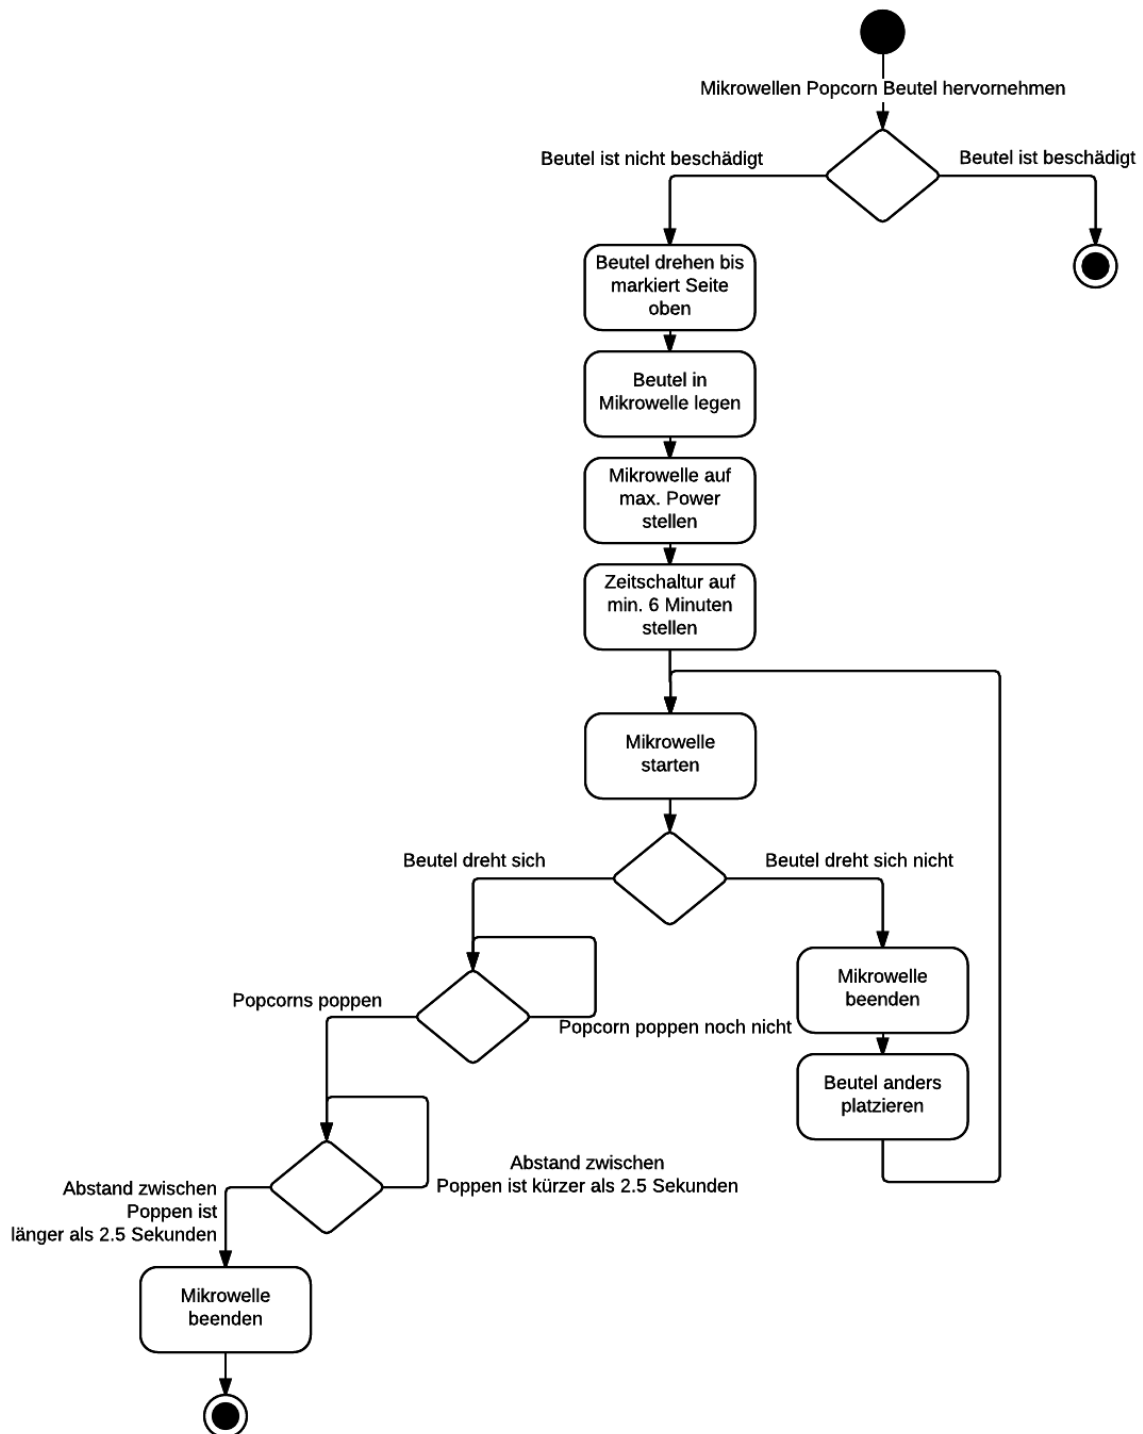 Mikrowellen Popcorn Beutel hervornehmen
Beutel ist nicht beschädigt
Beutel ist beschädigt
Beutel drehen bis
markiert Seite
oben
Beutel in
Mikrowelle legen
Mikrowelle auf
max. Power
stellen
Zeitschaltur auf
min. 6 Minuten
stellen
Mikrowelle
starten
Beutel dreht sich
Beutel dreht sich nicht
Mikrowelle
beenden
Popcorns poppen
Popcorn poppen noch nicht
Beutel anders
platzieren
Abstand zwischen
Poppen ist kürzer als 2.5 Sekunden
Abstand zwischen
Poppen ist
länger als 2.5 Sekunden
Mikrowelle
beenden